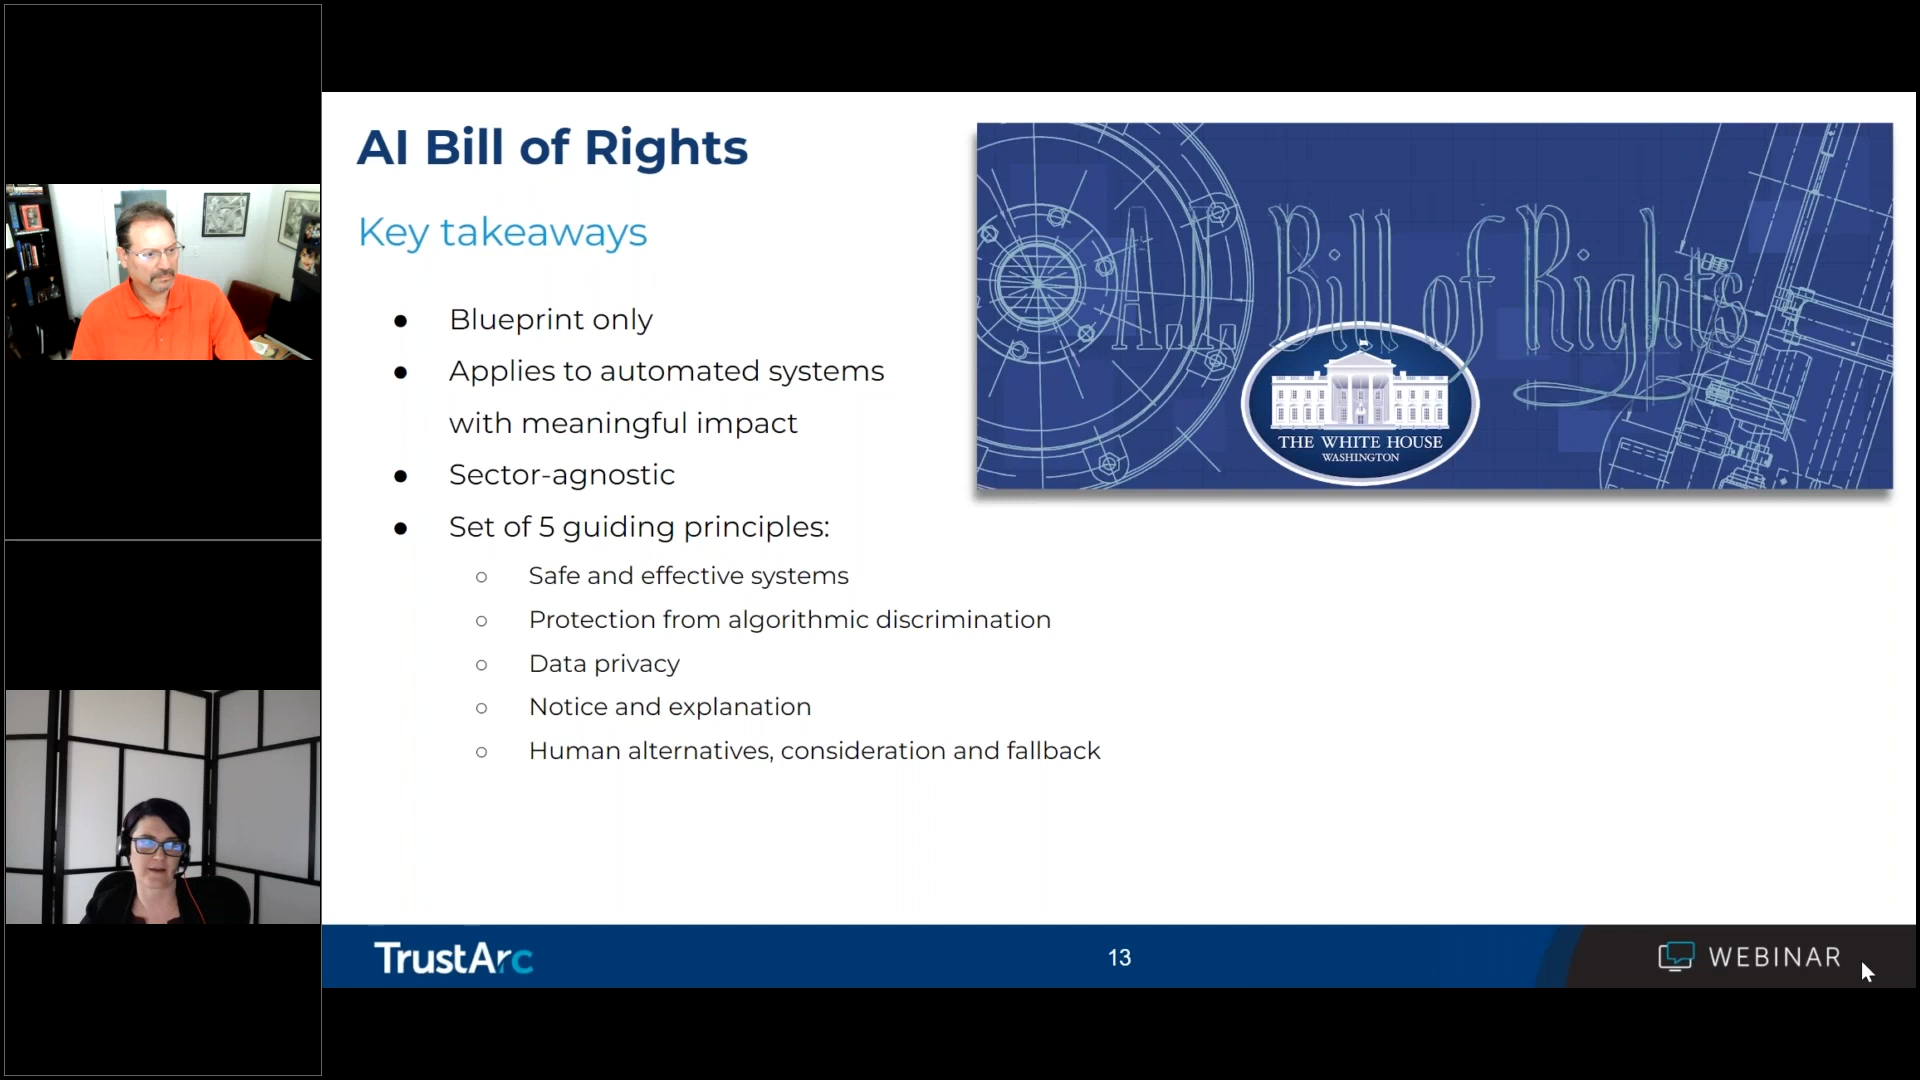 AI Bill of Rights
Key takeaways
● Blueprint only
● Applies to automated systems
with meaningful impact
● Sector-agnostic
● Set of 5 guiding principles:
○ Safe and effective systems
○ Protection from algorithmic discrimination
○ Data privacy
○ Notice and explanation
○ Human alternatives, consideration and fallback
A.I. Bill of Rights
THE WHITE HOUSE
WASHINGTON
TrustArc
13
WEBINAR